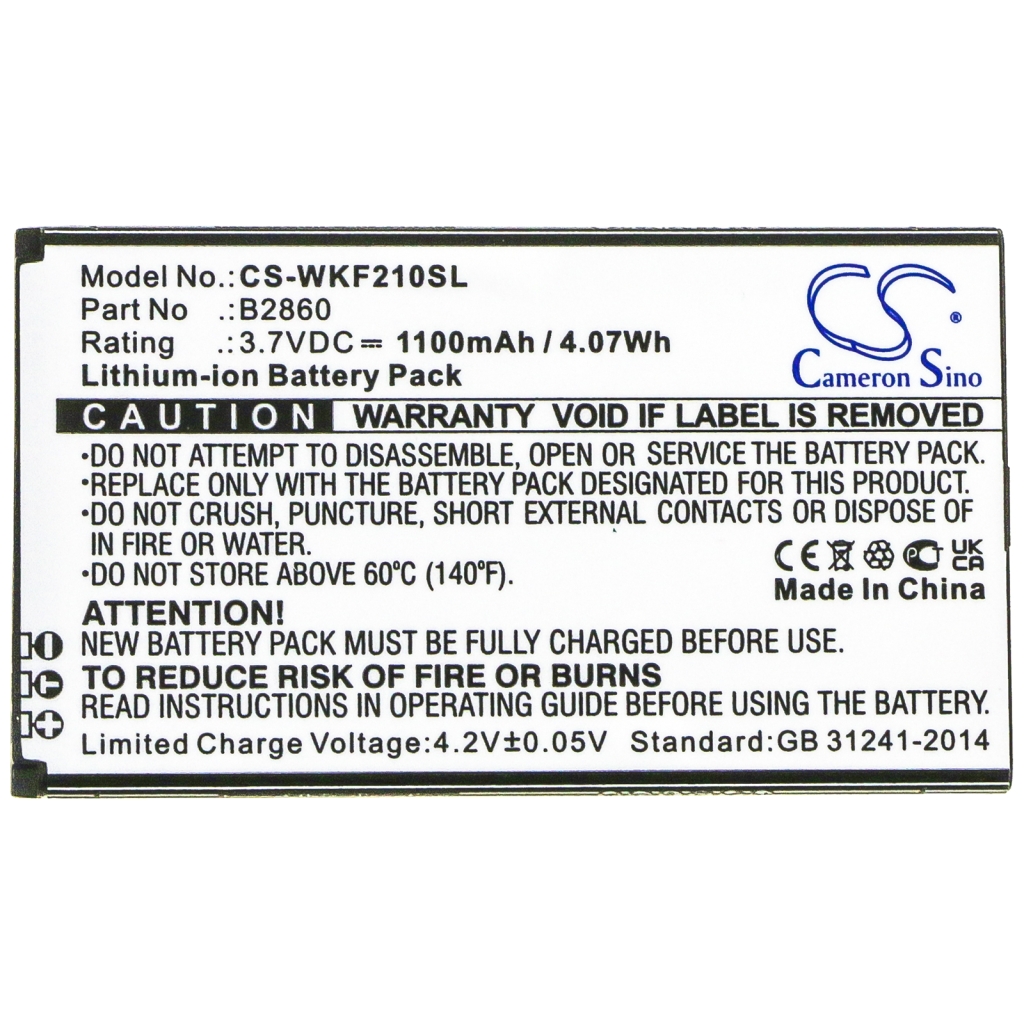 Model No.: CS-WKF210SL
Part No .: B2860
Rating .: 3.7VDC⎓ 1100mAh / 4.07Wh
Lithium-ion Battery Pack
CS®
Cameron Sino
CAUTION WARRANTY VOID IF LABEL IS REMOVED
•DO NOT ATTEMPT TO DISASSEMBLE, OPEN OR SERVICE THE BATTERY PACK.
•REPLACE ONLY WITH THE BATTERY PACK DESIGNATED FOR THIS PRODUCT.
•DO NOT CRUSH, PUNCTURE, SHORT EXTERNAL CONTACTS OR DISPOSE OF
IN FIRE OR WATER.
•DO NOT STORE ABOVE 60°C (140°F).
CE PCT UK
CA
Made In China
ATTENTION!
NEW BATTERY PACK MUST BE FULLY CHARGED BEFORE USE.
TO REDUCE RISK OF FIRE OR BURNS
READ INSTRUCTIONS IN OPERATING GUIDE BEFORE USING THE BATTERY.
Limited Charge Voltage:4.2V±0.05V Standard:GB 31241-2014